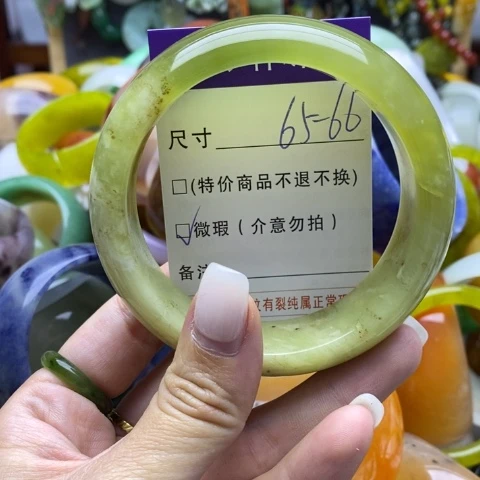 尺寸 65-66
□(特价商品不退不换)
☑微瑕(介意勿拍)
备注
有裂纯属正常